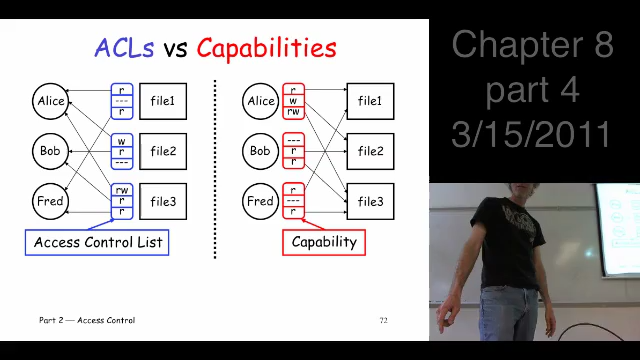 ACLs vs Capabilities
Alice
r
---
r
file1
Bob
w
r
---
file2
Fred
rw
r
r
file3
Access Control List
Alice
r
w
rw
file1
Bob
---
r
r
file2
Fred
r
---
r
file3
Capability
Part 2 — Access Control
72
Chapter 8
part 4
3/15/2011